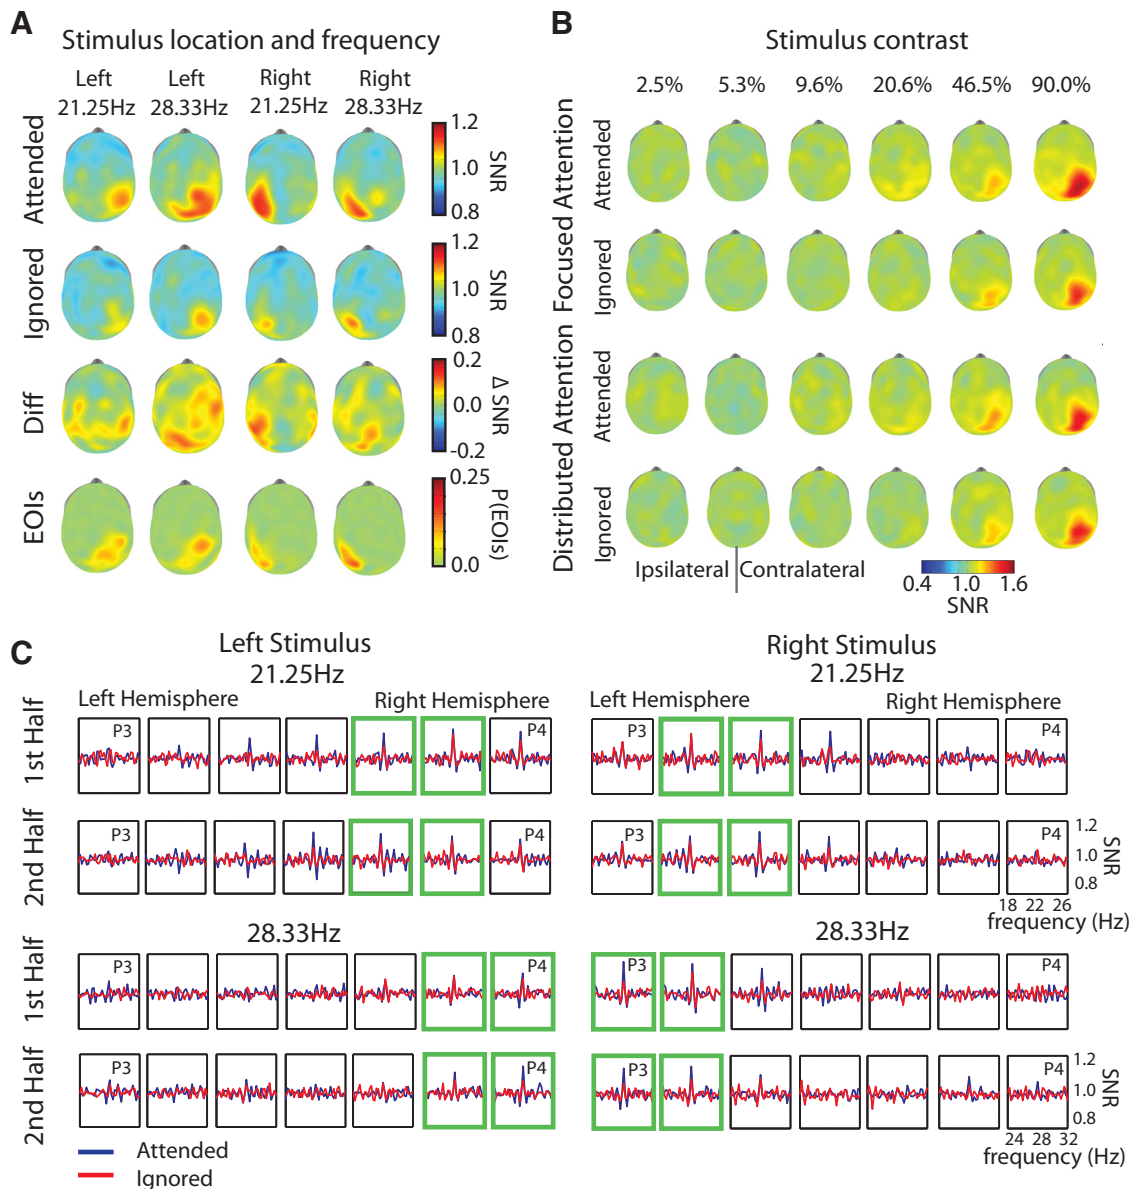 A
Stimulus location and frequency
Left Left Right Right
21.25Hz 28.33Hz 21.25Hz 28.33Hz
Attended
1.2
1.0
0.8
SNR
Ignored
1.2
1.0
0.8
SNR
Diff
0.2
0.0
-0.2
Δ SNR
EOIs
0.25
0.0
P(EOIs)
B
Stimulus contrast
2.5% 5.3% 9.6% 20.6% 46.5% 90.0%
Focused Attention
Attended
Ignored
Distributed Attention
Attended
Ignored
Ipsilateral Contralateral
0.4 1.0 1.6
SNR
C
Left Stimulus
21.25Hz
Left Hemisphere Right Hemisphere
1st Half
P3 P4
2nd Half
P3 P4
28.33Hz
1st Half
P3 P4
2nd Half
P3 P4
Attended
Ignored
Right Stimulus
21.25Hz
Left Hemisphere Right Hemisphere
P3 P4
P3 P4
1.2
1.0
0.8
SNR
18 22 26
frequency (Hz)
28.33Hz
P3 P4
P3 P4
1.2
1.0
0.8
SNR
24 28 32
frequency (Hz)